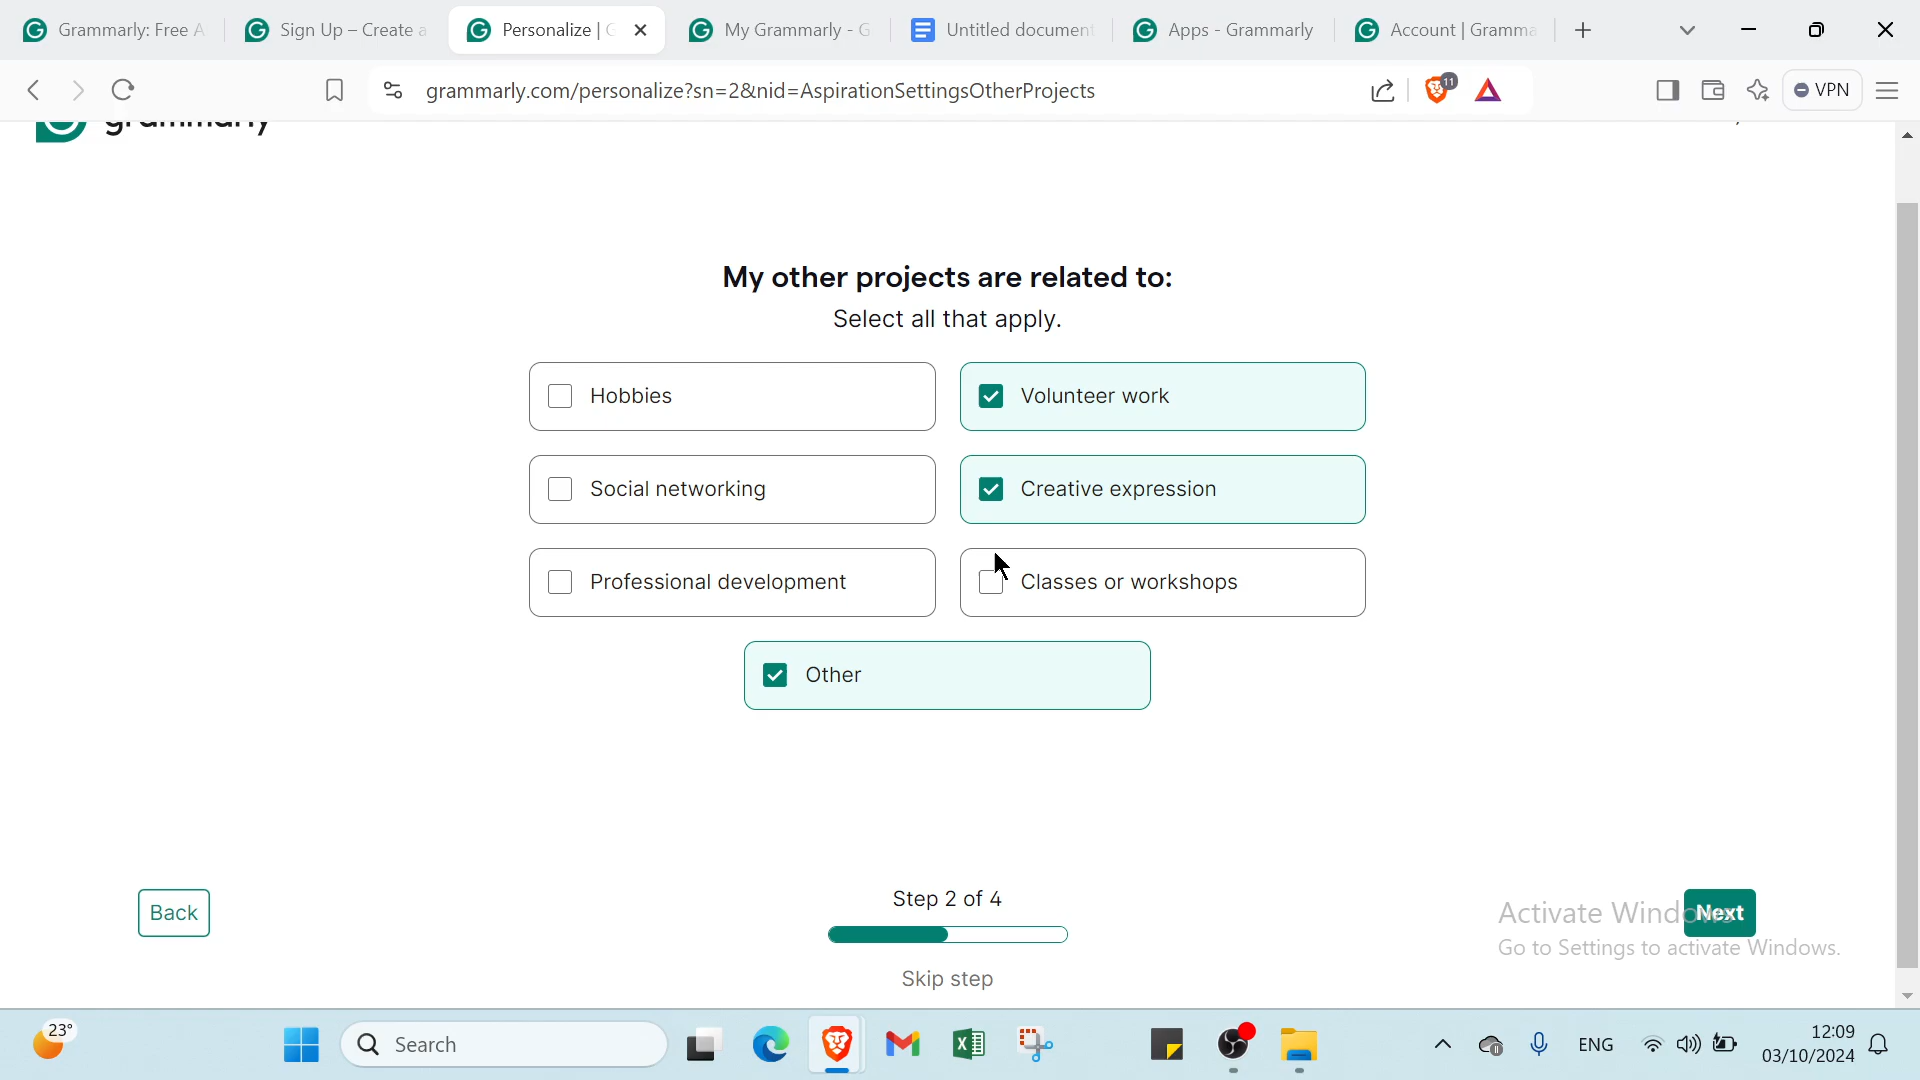 Grammarly: Free A
Sign Up – Create a
Personalize | G
My Grammarly - G
Untitled document
Apps - Grammarly
Account | Gramma
grammarly.com/personalize?sn=2&nid=AspirationSettingsOtherProjects
11
VPN
grammarly
My other projects are related to:
Select all that apply.
Hobbies
Volunteer work
Social networking
Creative expression
Professional development
Classes or workshops
Other
Back
Step 2 of 4
Next
Activate Windows
Go to Settings to activate Windows.
Skip step
23°
Search
ENG
12:09
03/10/2024